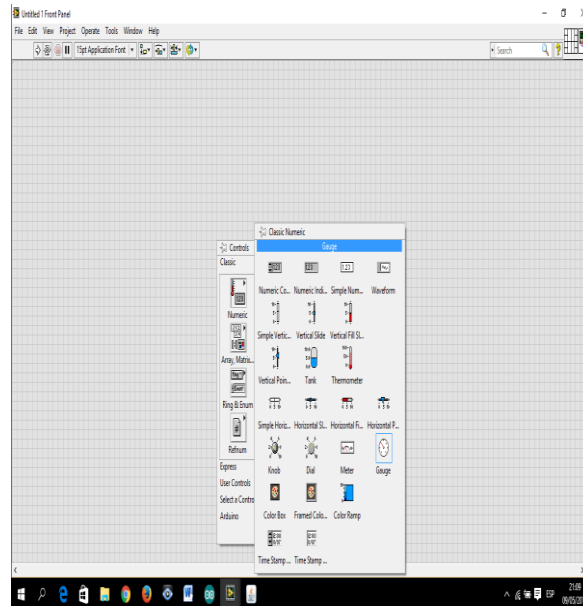 Untitled 1 Front Panel
File Edit View Project Operate Tools Window Help
15pt Application Font
Search
Classic Numeric
Gauge
Controls
Classic
Numeric
Array, Matrix...
Ring & Enum
Refnum
Express
User Controls
Select a Contro
Arduino
Numeric Co... Numeric Indi... Simple Num... Waveform
Simple Vertic... Vertical Slide Vertical Fill Sl...
Vertical Poin... Tank Thermometer
Simple Horiz... Horizontal Sl... Horizontal Fi... Horizontal P...
Knob Dial Meter Gauge
Color Box Framed Colo... Color Ramp
Time Stamp ... Time Stamp ...
ESP
21:09